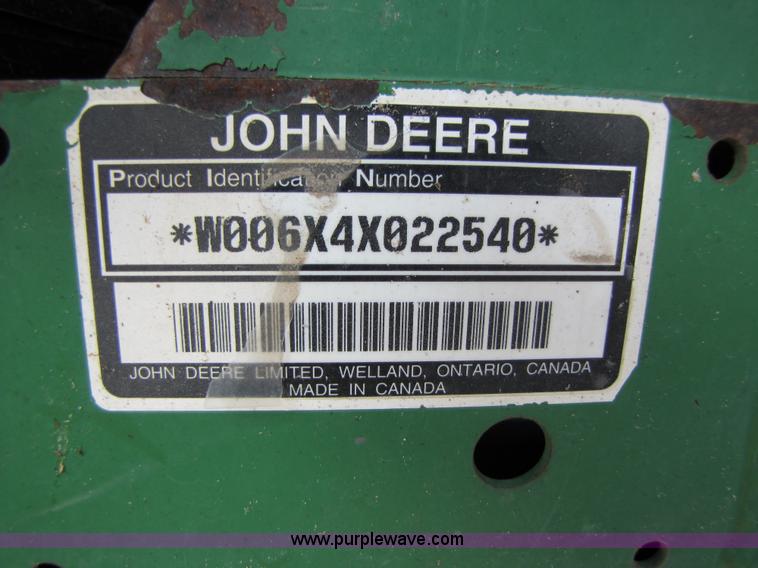 JOHN DEERE
Product Identification Number
*W006X4X022540*
JOHN DEERE LIMITED, WELLAND, ONTARIO, CANADA
MADE IN CANADA
www.purplewave.com